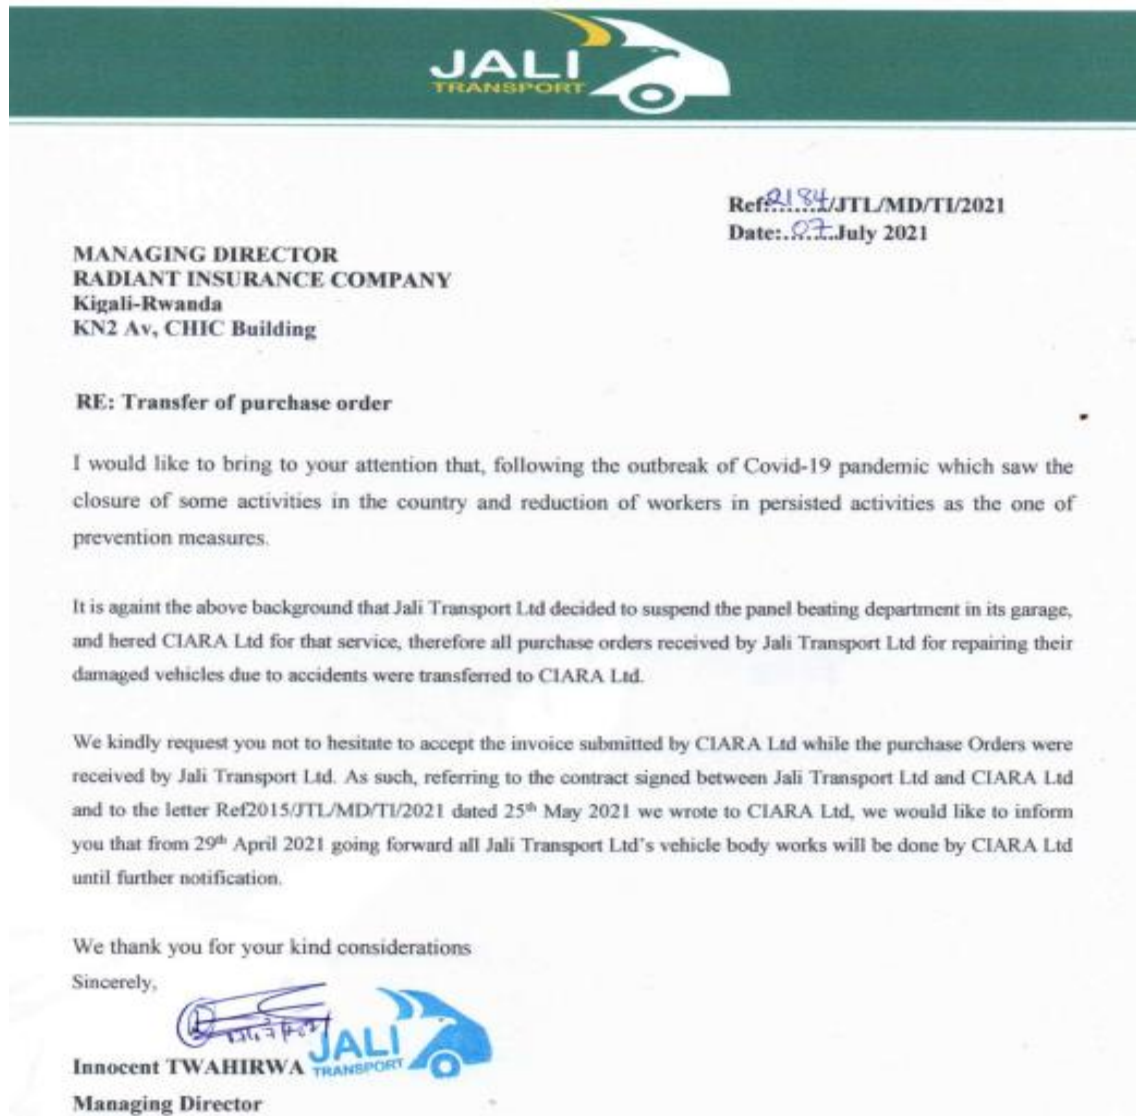 JALI
TRANSPORT
Ref:2184/JTL/MD/TI/2021
Date:..07..July 2021
MANAGING DIRECTOR
RADIANT INSURANCE COMPANY
Kigali-Rwanda
KN2 Av, CHIC Building
RE: Transfer of purchase order
I would like to bring to your attention that, following the outbreak of Covid-19 pandemic which saw the
closure of some activities in the country and reduction of workers in persisted activities as the one of
prevention measures.
It is againt the above background that Jali Transport Ltd decided to suspend the panel beating department in its garage,
and hered CIARA Ltd for that service, therefore all purchase orders received by Jali Transport Ltd for repairing their
damaged vehicles due to accidents were transferred to CIARA Ltd.
We kindly request you not to hesitate to accept the invoice submitted by CIARA Ltd while the purchase Orders were
received by Jali Transport Ltd. As such, referring to the contract signed between Jali Transport Ltd and CIARA Ltd
and to the letter Ref2015/JTL/MD/TI/2021 dated 25th May 2021 we wrote to CIARA Ltd, we would like to inform
you that from 29th April 2021 going forward all Jali Transport Ltd's vehicle body works will be done by CIARA Ltd
until further notification.
We thank you for your kind considerations
Sincerely,
JALI
TRANSPORT
Innocent TWAHIRWA
Managing Director